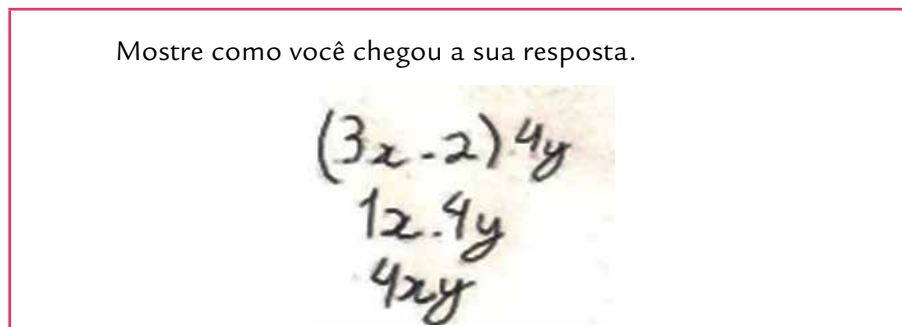 Mostre como você chegou a sua resposta.
(3x - 2) 4y
1x . 4y
4xy